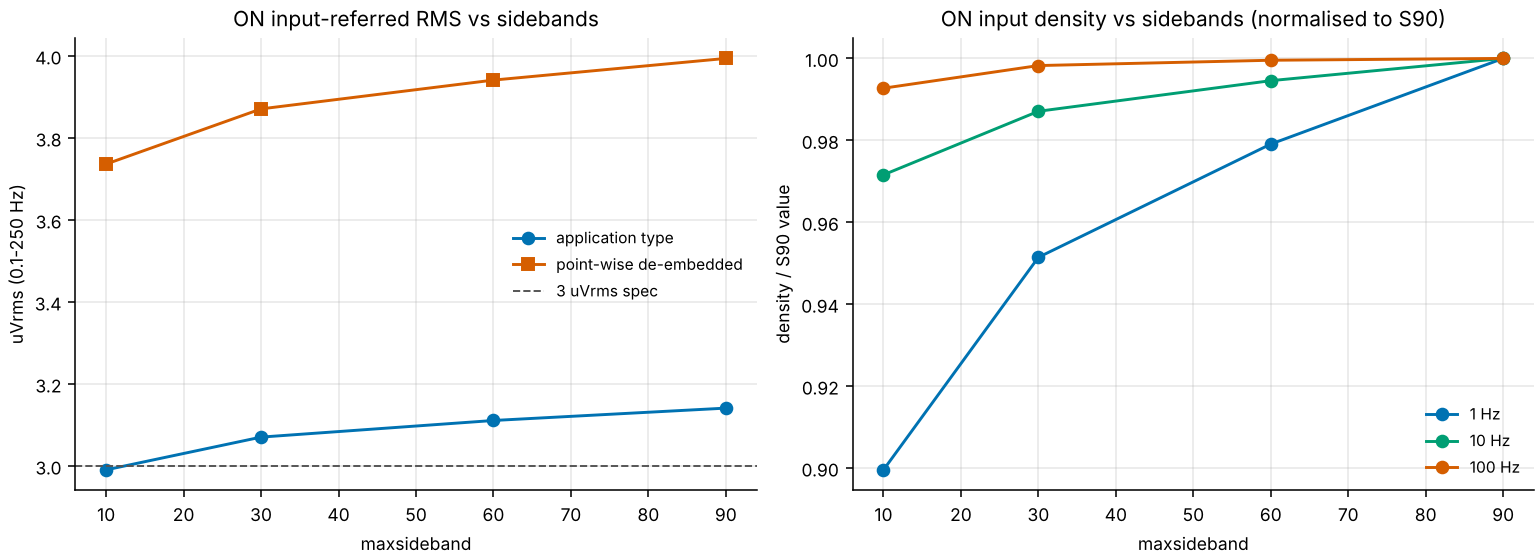 ON input-referred RMS vs sidebands
uVrms (0.1-250 Hz)
4.0
3.8
3.6
3.4
3.2
3.0
application type
point-wise de-embedded
3 uVrms spec
10 20 30 40 50 60 70 80 90
maxsideband
ON input density vs sidebands (normalised to S90)
density / S90 value
1.00
0.98
0.96
0.94
0.92
0.90
1 Hz
10 Hz
100 Hz
10 20 30 40 50 60 70 80 90
maxsideband